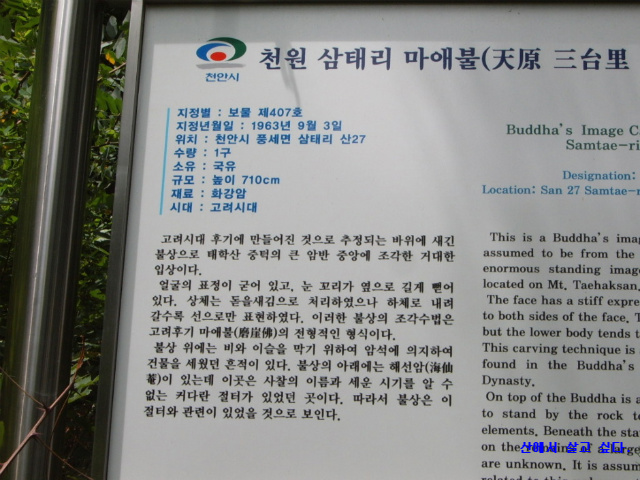 천안시
천원 삼태리 마애불(天原 三台里
지정별 : 보물 제407호
지정년월일 : 1963년 9월 3일
위치 : 천안시 풍세면 삼태리 산27
수량 : 1구
소유 : 국유
규모 : 높이 710cm
재료 : 화강암
시대 : 고려시대
고려시대 후기에 만들어진 것으로 추정되는 바위에 새긴
불상으로 태학산 중턱의 큰 암반 중앙에 조각한 거대한
입상이다.
얼굴의 표정이 굳어 있고, 눈 꼬리가 옆으로 길게 뻗어
있다. 상체는 돋을새김으로 처리하였으나 하체로 내려
갈수록 선으로만 표현하였다. 이러한 불상의 조각수법은
고려후기 마애불(磨崖佛)의 전형적인 형식이다.
불상 위에는 비와 이슬을 막기 위하여 암석에 의지하여
건물을 세웠던 흔적이 있다. 불상의 아래에는 해선암(海仙
菴)이 있는데 이곳은 사찰의 이름과 세운 시기를 알 수
없는 커다란 절터가 있었던 곳이다. 따라서 불상은 이
절터와 관련이 있었을 것으로 보인다.
Buddha's Image C
Samtae-ri
Designation:
Location: San 27 Samtae-r
This is a Buddha's ima
assumed to be from the
enormous standing imag
located on Mt. Taehaksan.
The face has a stiff expre
to both sides of the face. T
but the lower body tends t
This carving technique is
found in the Buddha's
Dynasty.
On top of the Buddha is a
to stand by the rock to
elements. Beneath the sta
on the
are unknown. It is assum
산에서 살고 싶다